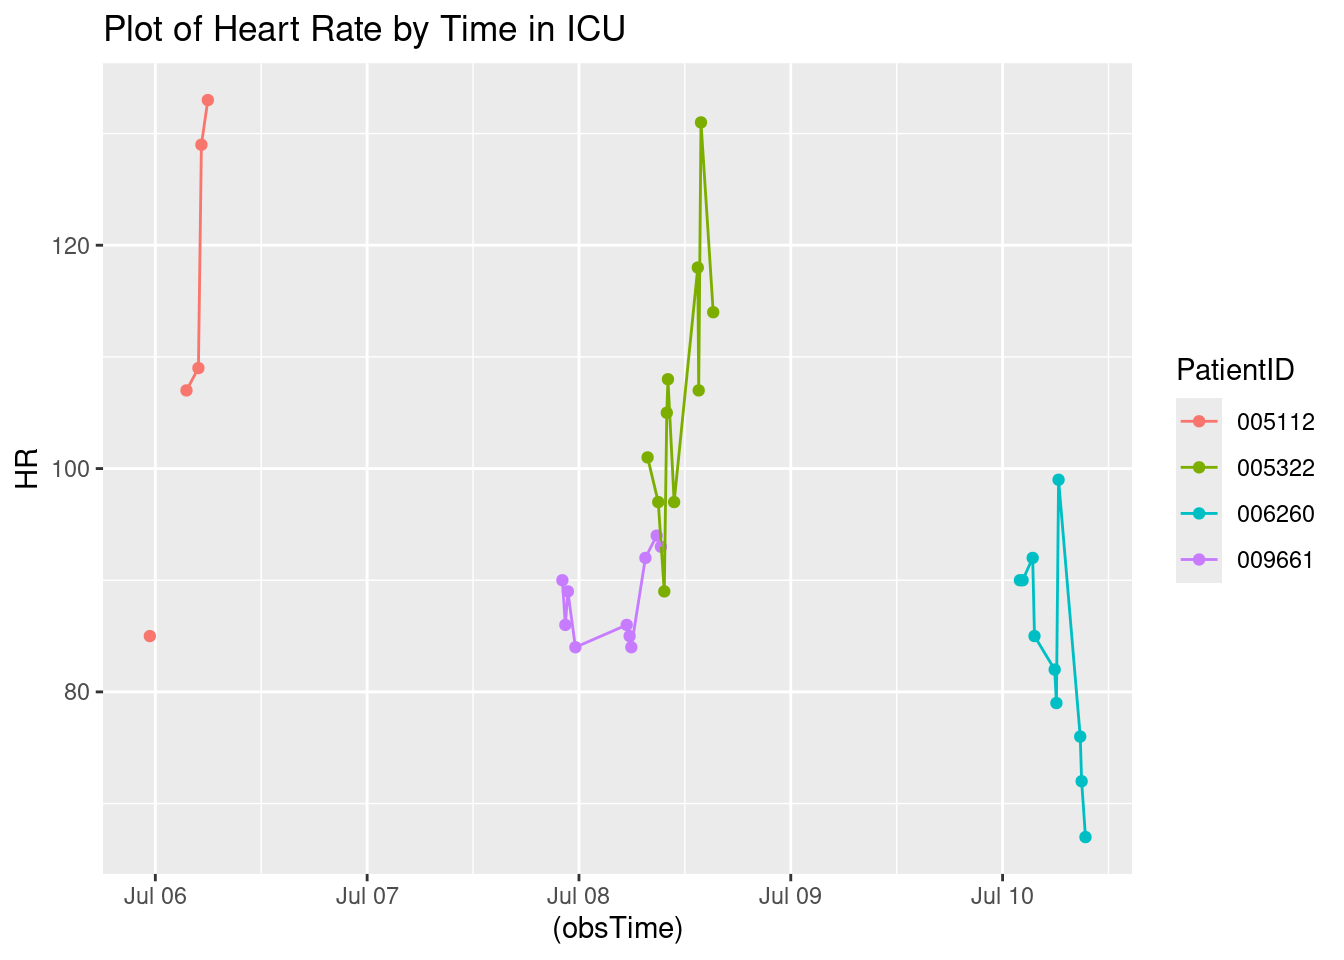 Plot of Heart Rate by Time in ICU
HR
120
100
80
Jul 06
Jul 07
Jul 08
Jul 09
Jul 10
(obsTime)
PatientID
005112
005322
006260
009661